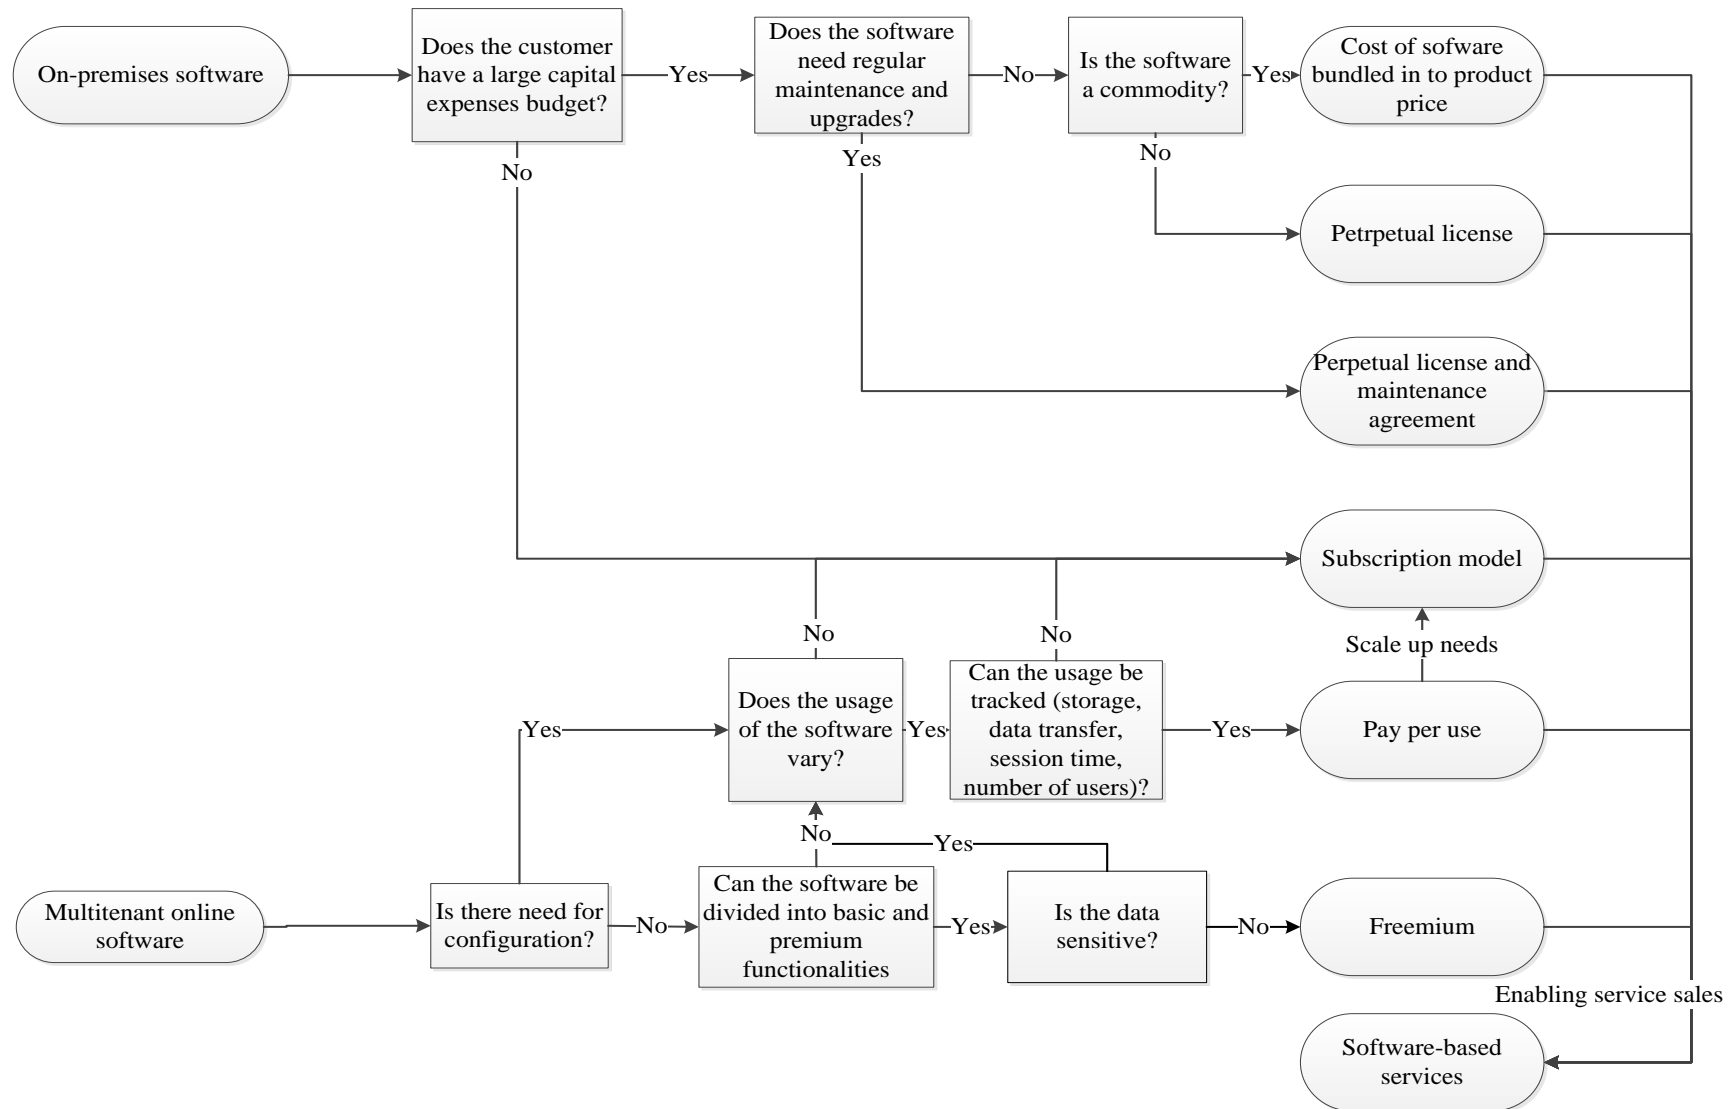 On-premises software
Does the customer
have a large capital
expenses budget?
Yes
Does the software
need regular
maintenance and
upgrades?
No
Is the software
a commodity?
Yes
Cost of sofware
bundled in to product
price
No
Yes
No
Petrpetual license
Perpetual license and
maintenance
agreement
Subscription model
No
No
Scale up needs
Yes
Does the usage
of the software
vary?
Yes
Can the usage be
tracked (storage,
data transfer,
session time,
number of users)?
Yes
Pay per use
No
Yes
Multitenant online
software
Is there need for
configuration?
No
Can the software be
divided into basic and
premium
functionalities
Yes
Is the data
sensitive?
No
Freemium
Enabling service sales
Software-based
services